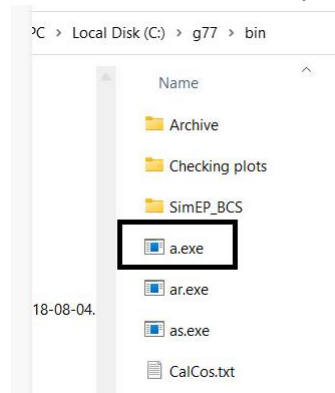 PC > Local Disk (C:) > g77 > bin
Name
Archive
Checking plots
SimEP_BCS
a.exe
ar.exe
18-08-04.
as.exe
CalCos.txt